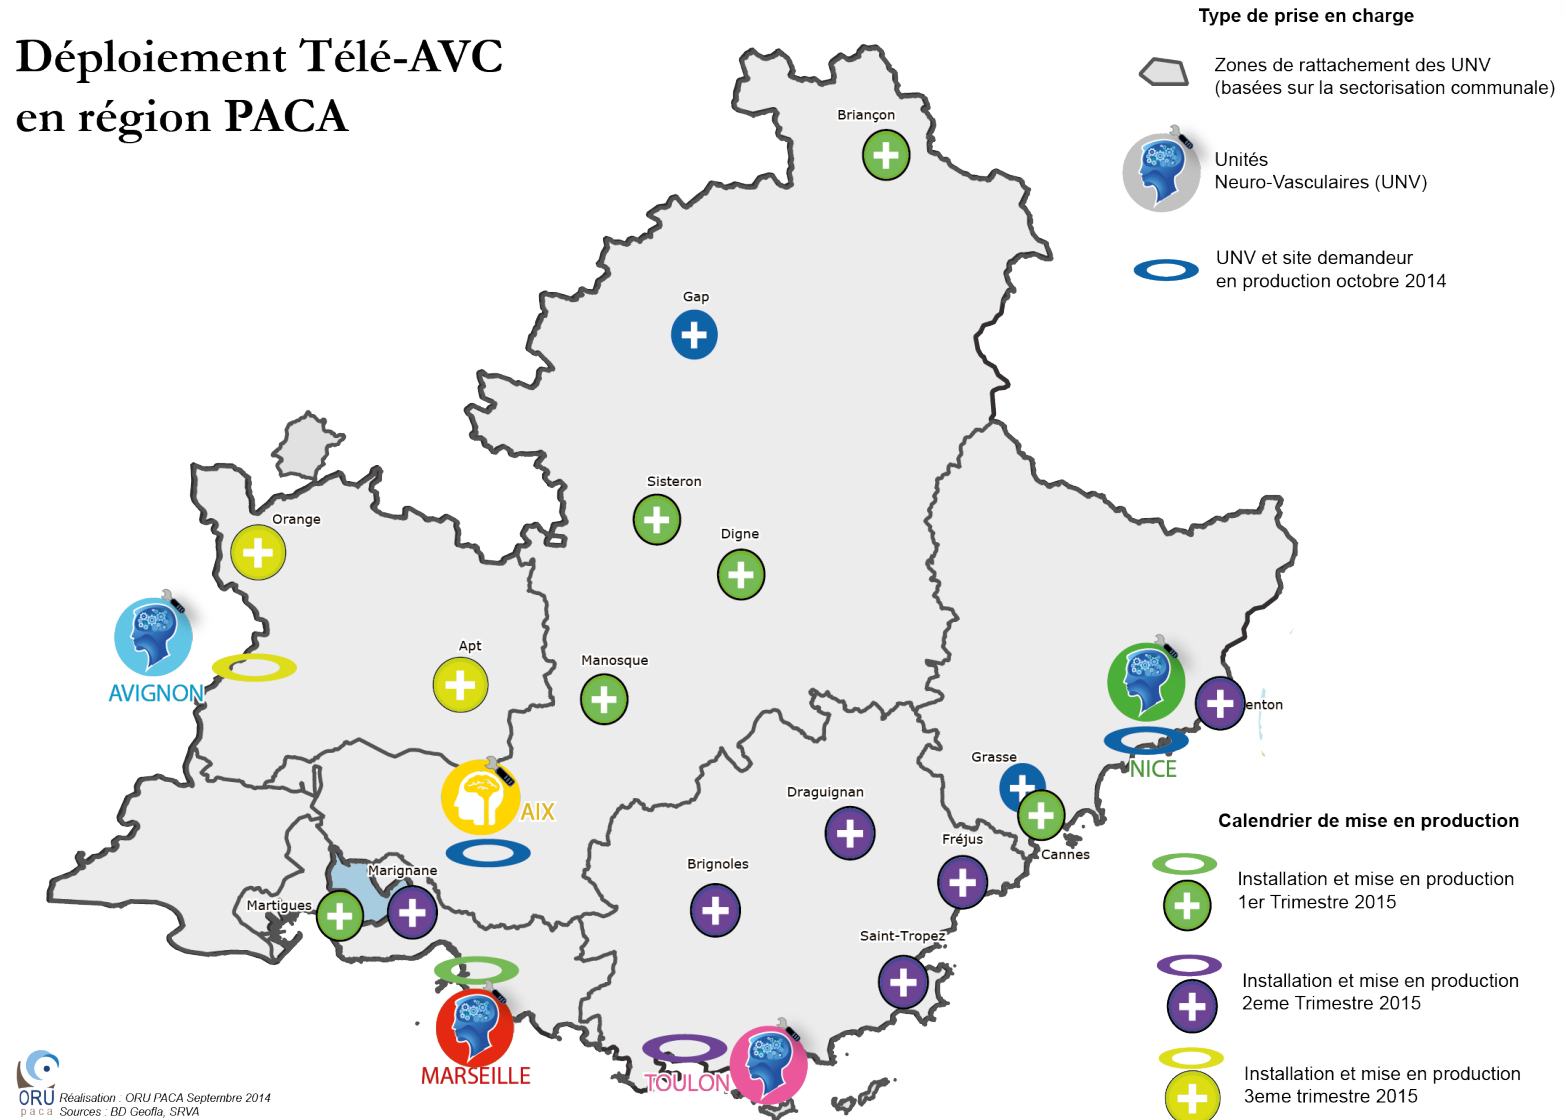 Déploiement Télé-AVC
en région PACA
Type de prise en charge
Zones de rattachement des UNV
(basées sur la sectorisation communale)
Unités
Neuro-Vasculaires (UNV)
UNV et site demandeur
en production octobre 2014
Briançon
Gap
Sisteron
Orange
Digne
Apt
Manosque
AVIGNON
enton
Grasse
NICE
Draguignan
AIX
Fréjus
Cannes
Brignoles
Marignane
Martigues
Saint-Tropez
MARSEILLE
TOULON
Calendrier de mise en production
Installation et mise en production
1er Trimestre 2015
Installation et mise en production
2eme Trimestre 2015
Installation et mise en production
3eme trimestre 2015
ORU
paca
Réalisation : ORU PACA Septembre 2014
Sources : BD Geofla, SRVA